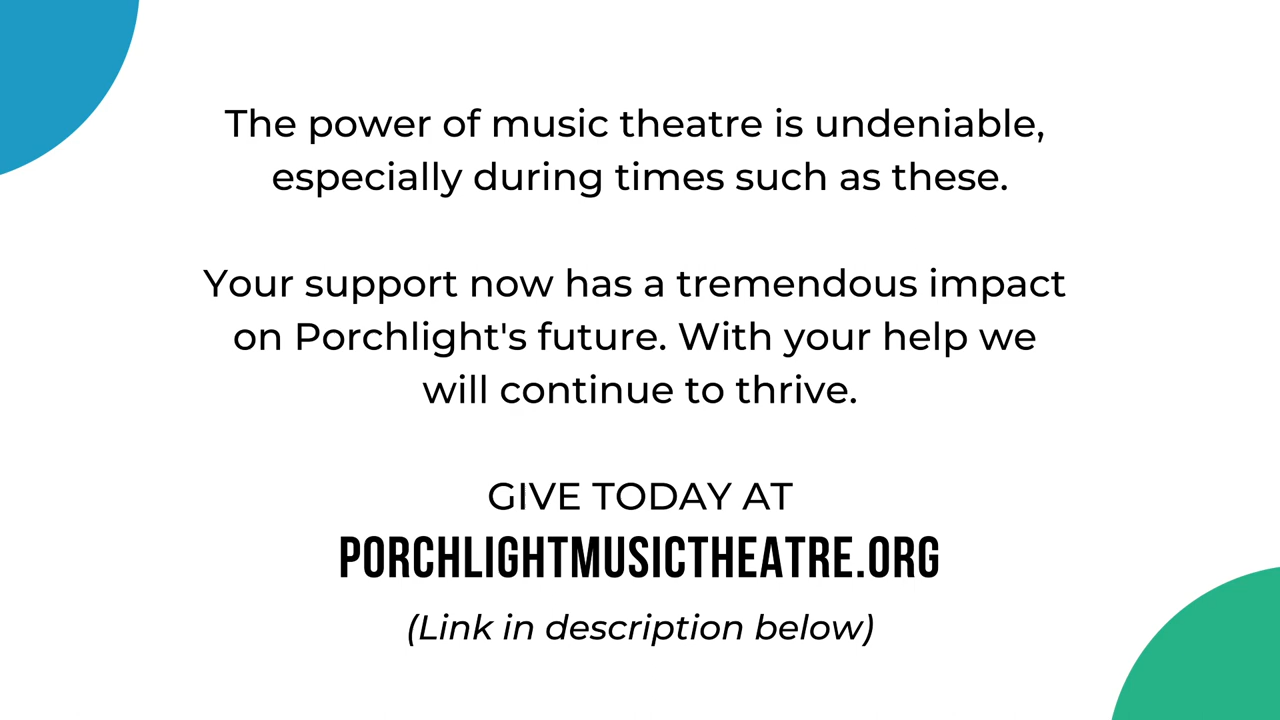 The power of music theatre is undeniable,
especially during times such as these.
Your support now has a tremendous impact
on Porchlight's future. With your help we
will continue to thrive.
GIVE TODAY AT
PORCHLIGHTMUSICTHEATRE.ORG
(Link in description below)